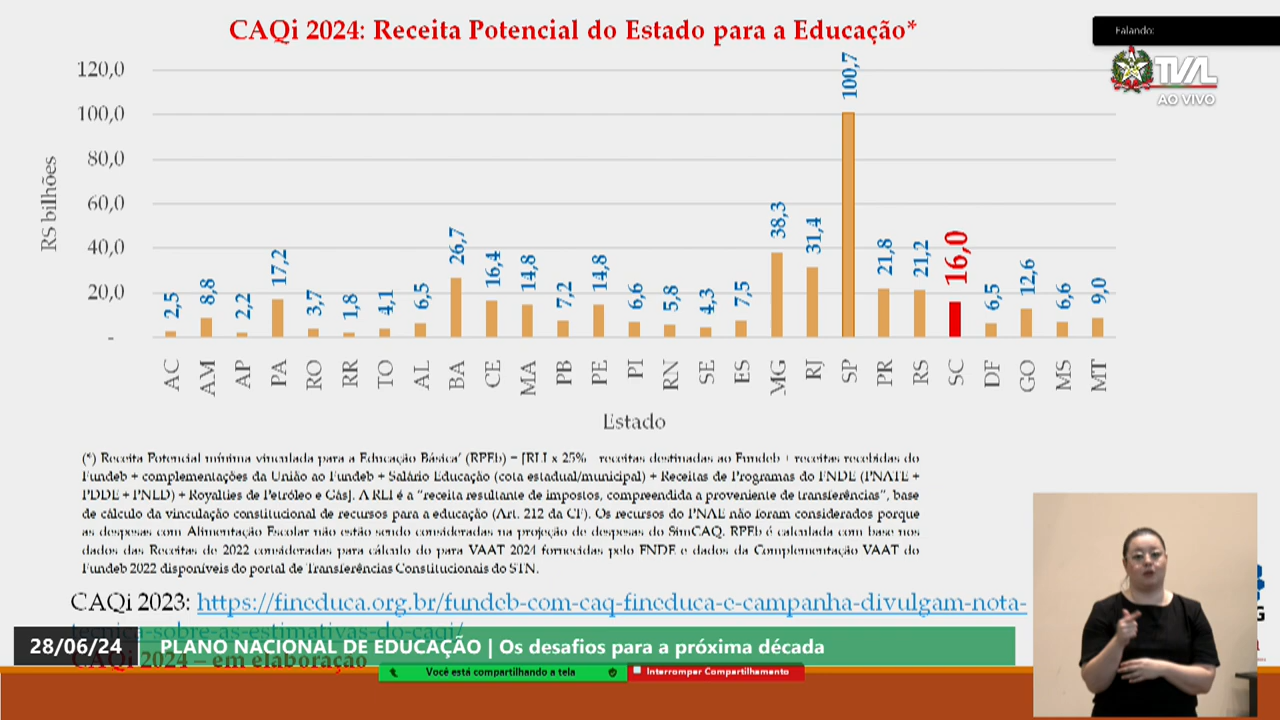 CAQi 2024: Receita Potencial do Estado para a Educação*
Falando:
TVAL
AO VIVO
R$ bilhões
120,0
100,0
80,0
60,0
40,0
20,0
-
2,5 8,8 2,2 17,2 3,7 1,8 4,1 6,5 26,7 16,4 14,8 7,2 14,8 6,6 5,8 4,3 7,5 38,3 31,4 100,7 21,8 21,2 16,0 6,5 12,6 6,6 9,0
AC AM AP PA RO RR TO AL BA CE MA PB PE PI RN SE ES MG RJ SP PR RS SC DF GO MS MT
Estado
(*) Receita Potencial mínima vinculada para a Educação Básica' (RPEb) = [RLI x 25% - receitas destinadas ao Fundeb + receitas recebidas do
Fundeb + complementações da União ao Fundeb + Salário Educação (cota estadual/municipal) + Receitas de Programas do FNDE (PNATE +
PDDE + PNLD) + Royalties de Petróleo e Gás]. A RLI é a "receita resultante de impostos, compreendida a proveniente de transferências", base
de cálculo da vinculação constitucional de recursos para a educação (Art. 212 da CF). Os recursos do PNAE não foram considerados porque
as despesas com Alimentação Escolar não estão sendo consideradas na projeção de despesas do SimCAQ. RPEb é calculada com base nos
dados das Receitas de 2022 consideradas para cálculo do para VAAT 2024 fornecidas pelo FNDE e dados da Complementação VAAT do
Fundeb 2022 disponíveis do portal de Transferências Constitucionais do STN.
CAQi 2023: https://fineduca.org.br/fundeb-com-caq-fineduca-e-campanha-divulgam-nota-
tecnica-sobre-as-estimativas-do-caqi/
CAQi 2024 – em elaboração
28/06/24 PLANO NACIONAL DE EDUCAÇÃO | Os desafios para a próxima década
Você está compartilhando a tela Interromper Compartilhamento